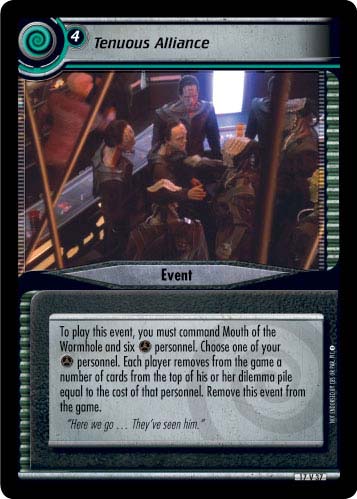 4
Tenuous Alliance
Event
To play this event, you must command Mouth of the
Wormhole and six personnel. Choose one of your
personnel. Each player removes from the game a
number of cards from the top of his or her dilemma pile
equal to the cost of that personnel. Remove this event from
the game.
"Here we go ... They've seen him."
17 V 57